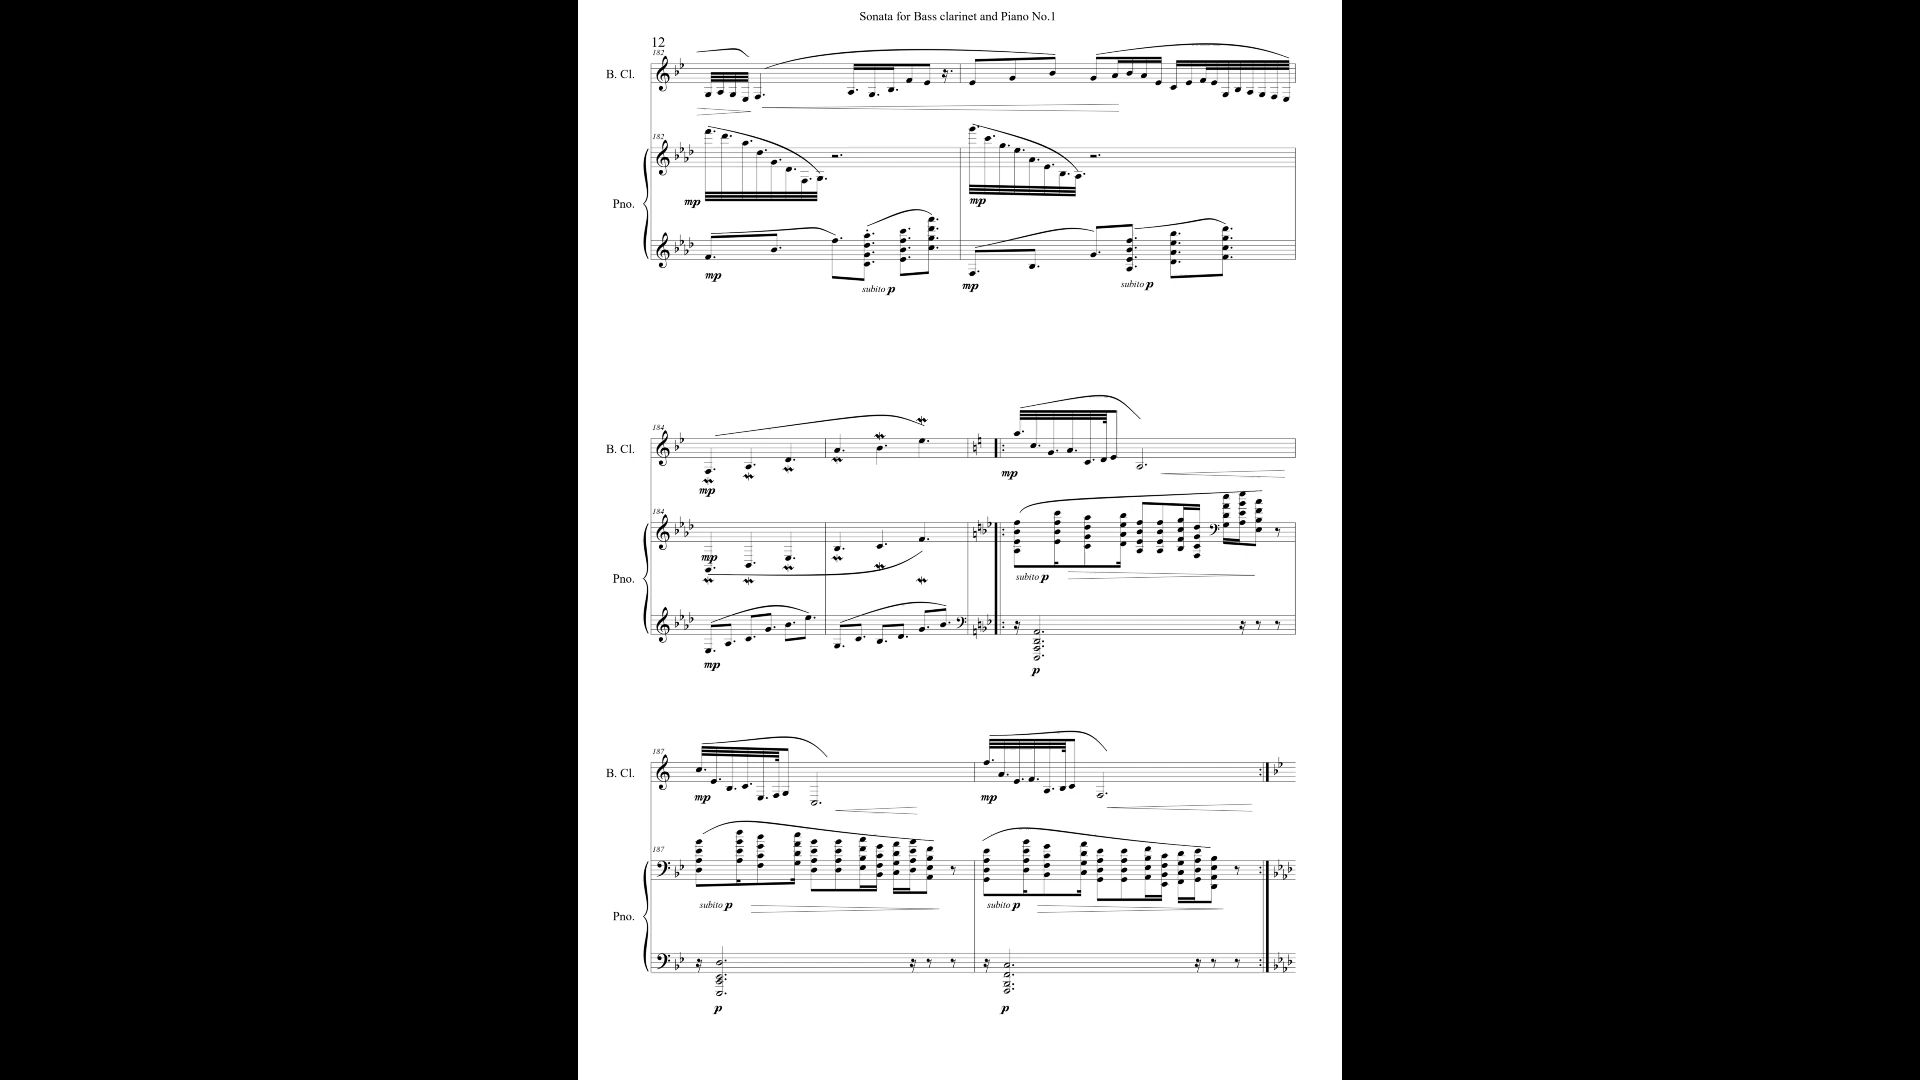 Sonata for Bass clarinet and Piano No.1
12
182
B. Cl.
182
mp
mp
Pno.
mp
subito p
mp
subito p
184
B. Cl.
mp
mp
184
mp
Pno.
subito p
mp
p
187
B. Cl.
mp
mp
187
Pno.
subito p
subito p
p
p